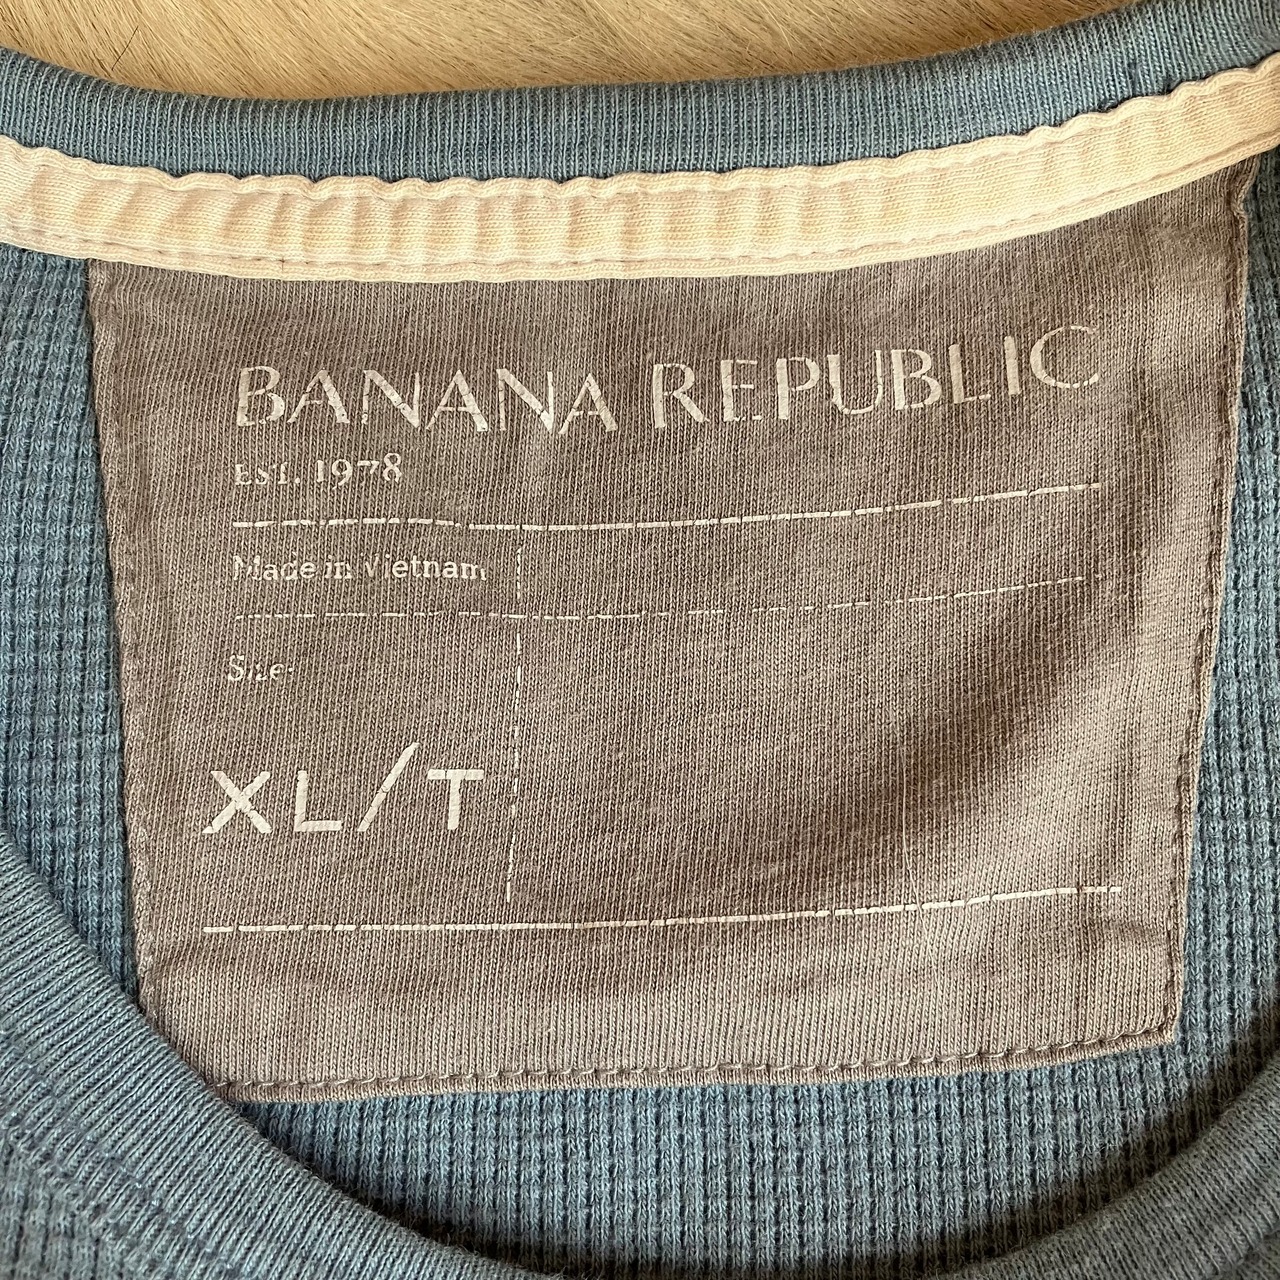 BANANA REPUBLIC
EST. 1978
Made in Vietnam
Size:
XL/T